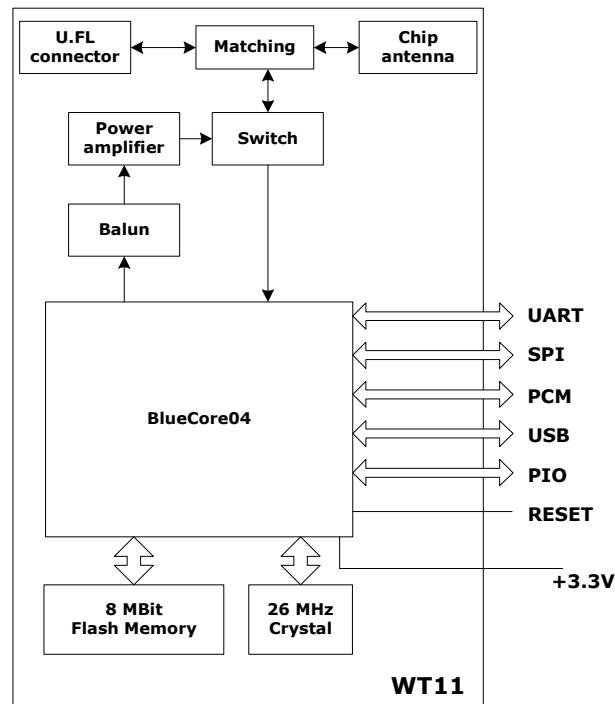 U.FL
connector
Matching
Chip
antenna
Power
amplifier
Switch
Balun
BlueCore04
UART
SPI
PCM
USB
PIO
RESET
+3.3V
8 MBit
Flash Memory
26 MHz
Crystal
WT11